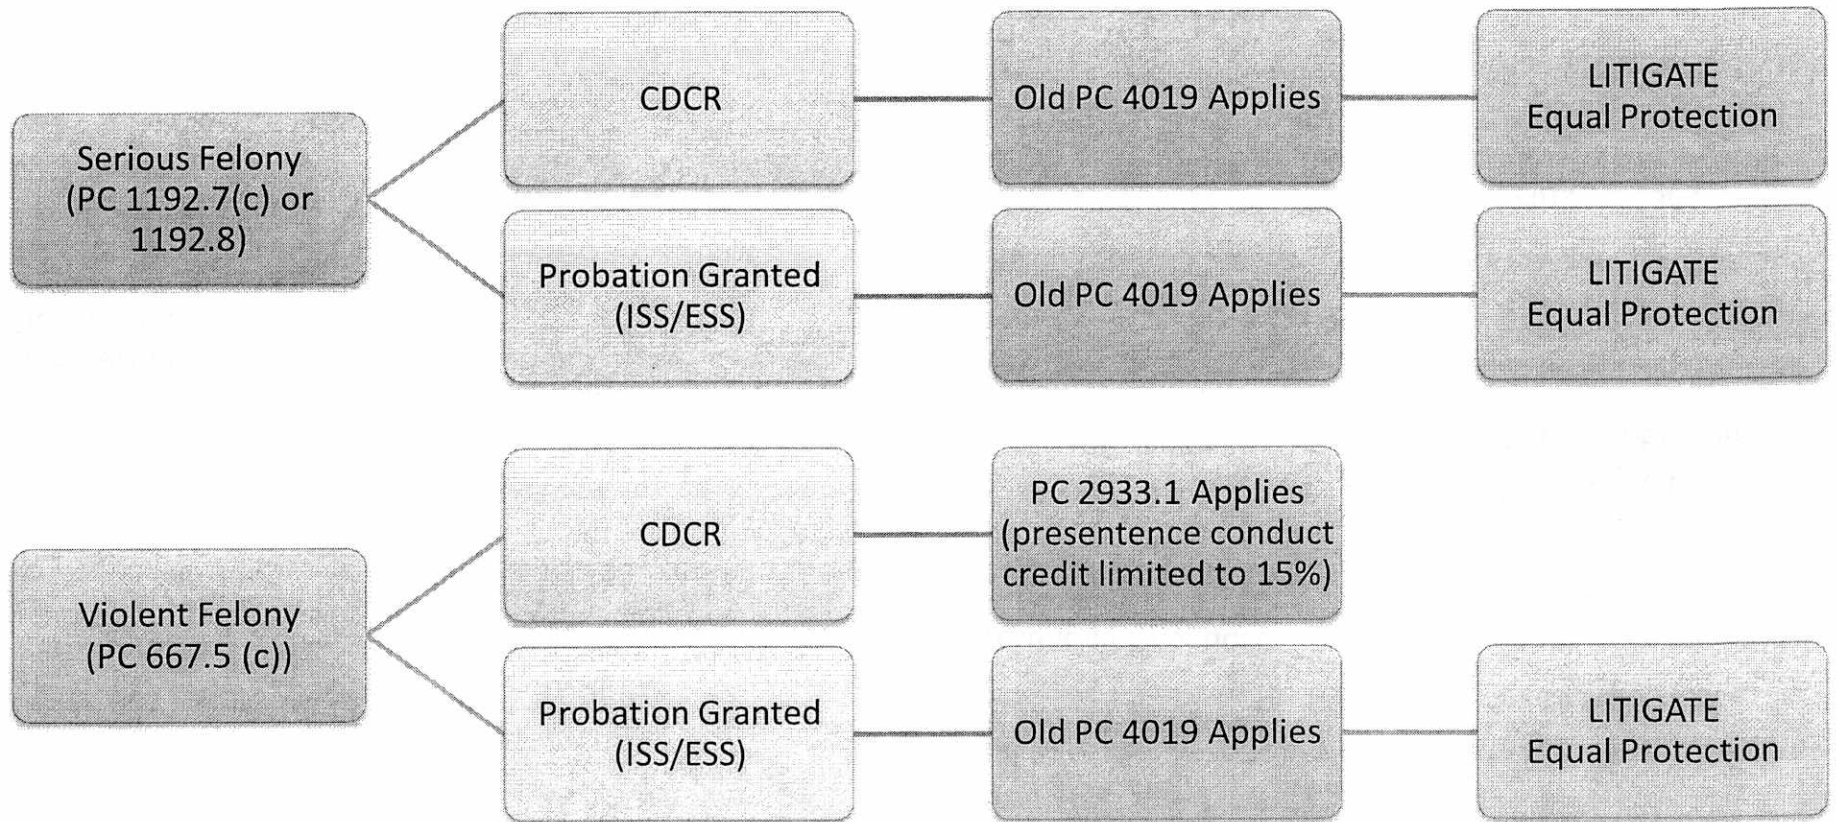 Serious Felony
(PC 1192.7(c) or
1192.8)
CDCR
Old PC 4019 Applies
LITIGATE
Equal Protection
Probation Granted
(ISS/ESS)
Old PC 4019 Applies
LITIGATE
Equal Protection
Violent Felony
(PC 667.5 (c))
CDCR
PC 2933.1 Applies
(presentence conduct
credit limited to 15%)
Probation Granted
(ISS/ESS)
Old PC 4019 Applies
LITIGATE
Equal Protection